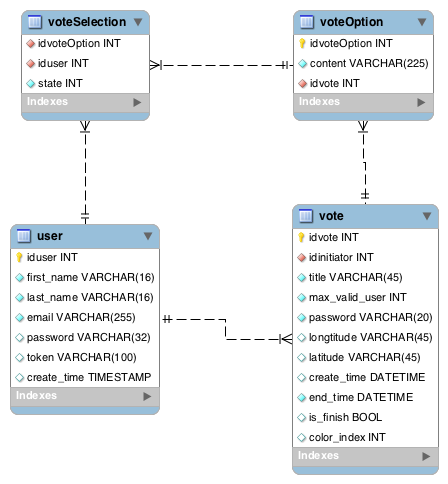 voteSelection
idvoteOption INT
iduser INT
state INT
Indexes
voteOption
idvoteOption INT
content VARCHAR(225)
idvote INT
Indexes
user
iduser INT
first_name VARCHAR(16)
last_name VARCHAR(16)
email VARCHAR(255)
password VARCHAR(32)
token VARCHAR(100)
create_time TIMESTAMP
Indexes
vote
idvote INT
idinitiator INT
title VARCHAR(45)
max_valid_user INT
password VARCHAR(20)
longtitude VARCHAR(45)
latitude VARCHAR(45)
create_time DATETIME
end_time DATETIME
is_finish BOOL
color_index INT
Indexes